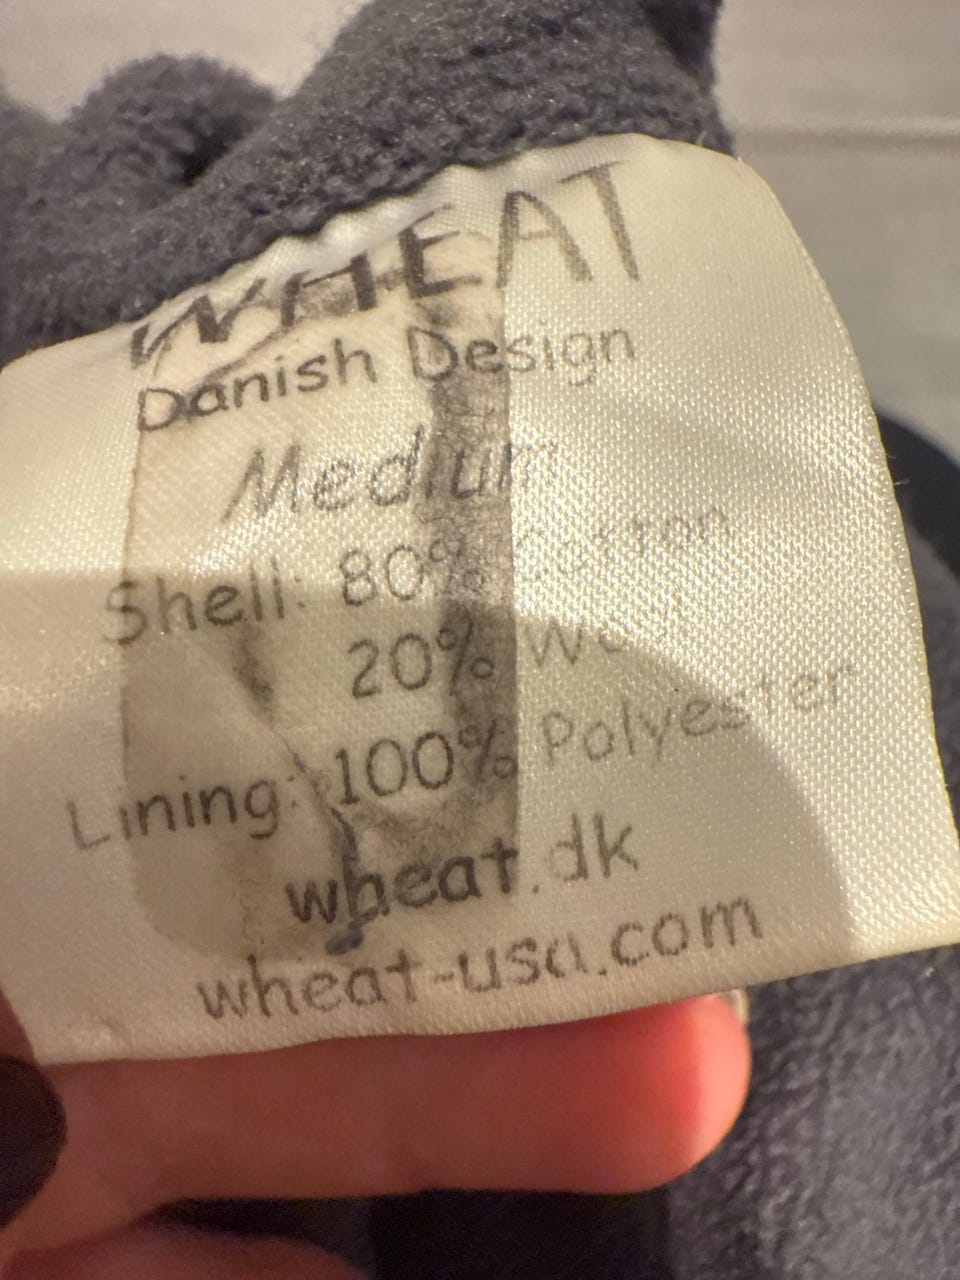 WHEAT
Danish Design
Medium
Shell: 80% Cotton
20% Wool
Lining: 100% Polyester
wheat.dk
wheat-usa.com